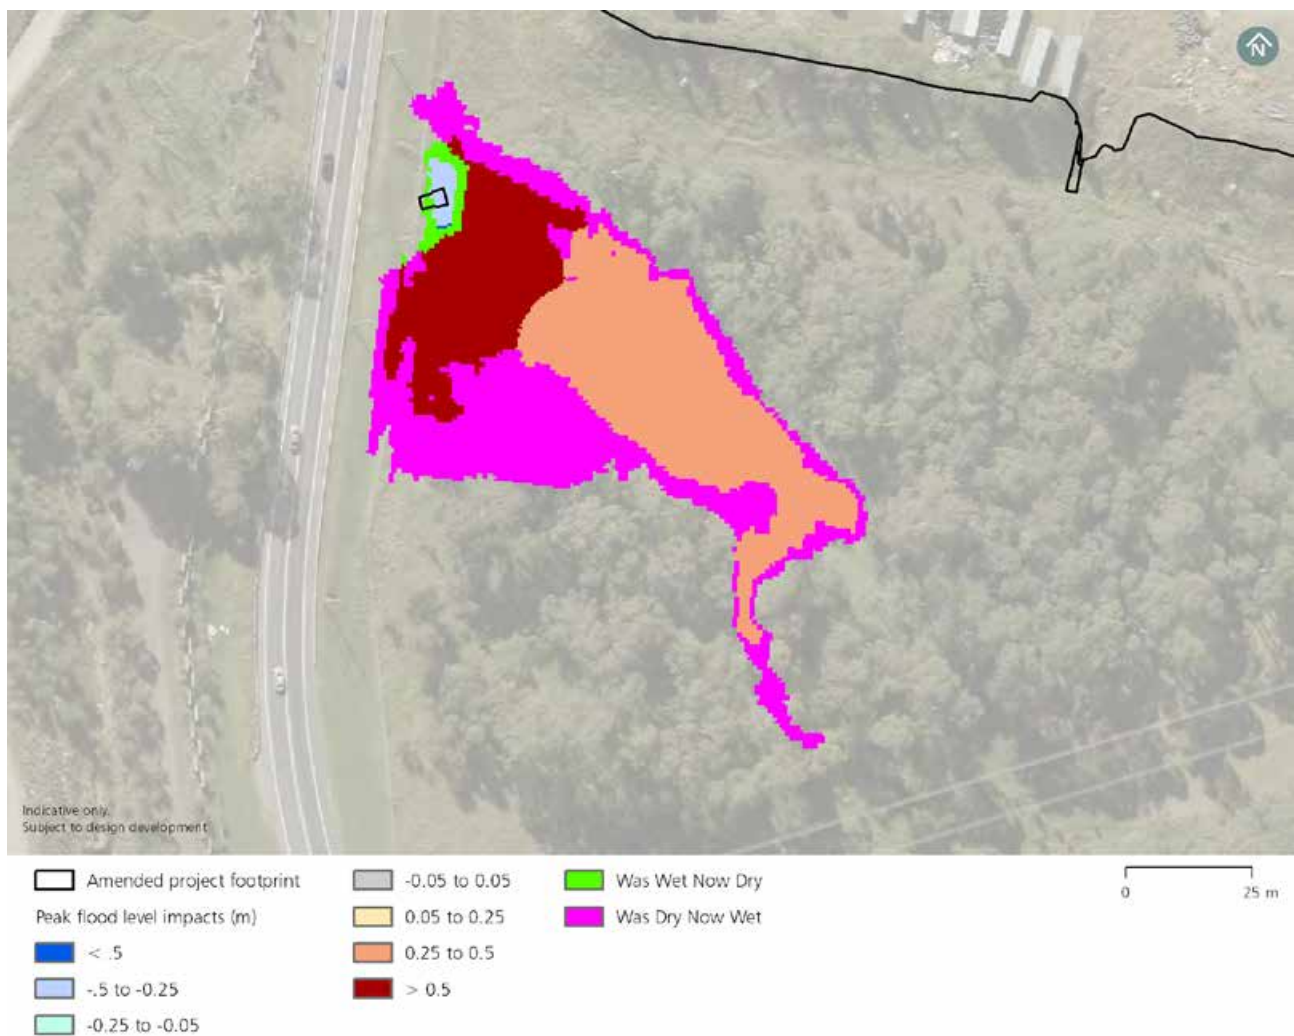 N
Indicative only.
Subject to design development
Amended project footprint
Peak flood level impacts (m)
< .5
-.5 to -0.25
-0.25 to -0.05
-0.05 to 0.05
0.05 to 0.25
0.25 to 0.5
> 0.5
Was Wet Now Dry
Was Dry Now Wet
0 25 m